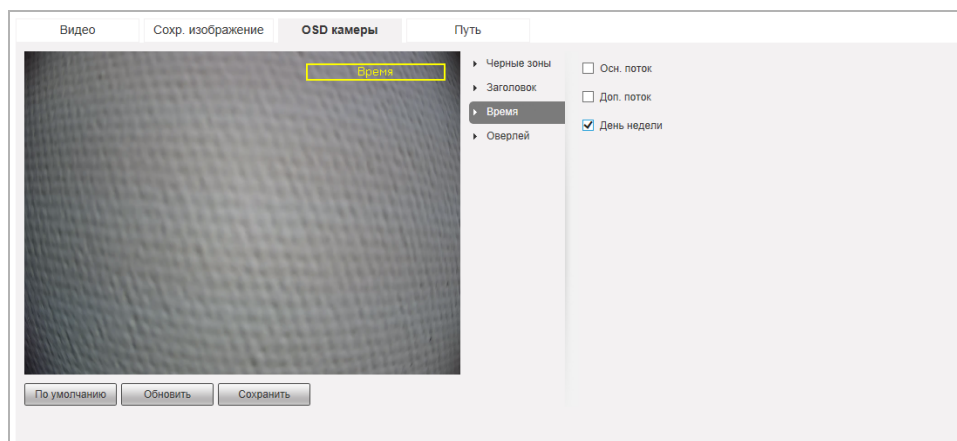 Видео
Сохр. изображение
OSD камеры
Путь
Время
Черные зоны
Заголовок
Время
Оверлей
Осн. поток
Доп. поток
День недели
По умолчанию
Обновить
Сохранить